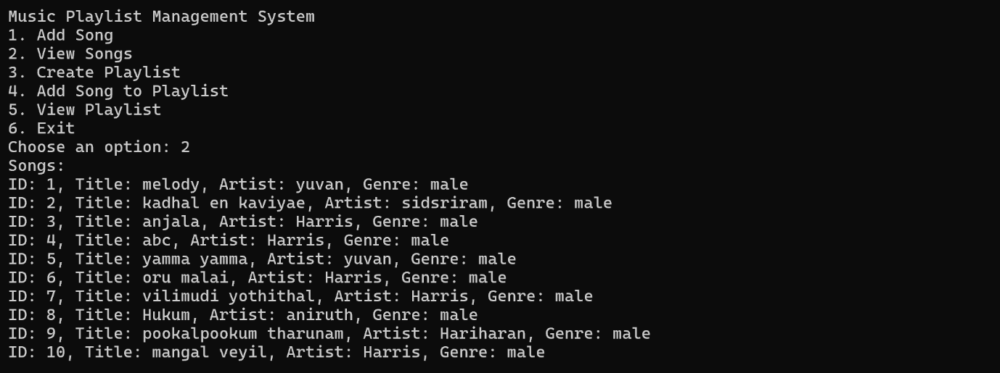 Music Playlist Management System
1. Add Song
2. View Songs
3. Create Playlist
4. Add Song to Playlist
5. View Playlist
6. Exit
Choose an option: 2
Songs:
ID: 1, Title: melody, Artist: yuvan, Genre: male
ID: 2, Title: kadhal en kaviyae, Artist: sidsriram, Genre: male
ID: 3, Title: anjala, Artist: Harris, Genre: male
ID: 4, Title: abc, Artist: Harris, Genre: male
ID: 5, Title: yamma yamma, Artist: yuvan, Genre: male
ID: 6, Title: oru malai, Artist: Harris, Genre: male
ID: 7, Title: vilimudi yothithal, Artist: Harris, Genre: male
ID: 8, Title: Hukum, Artist: aniruth, Genre: male
ID: 9, Title: pookalpookum tharunam, Artist: Hariharan, Genre: male
ID: 10, Title: mangal veyil, Artist: Harris, Genre: male